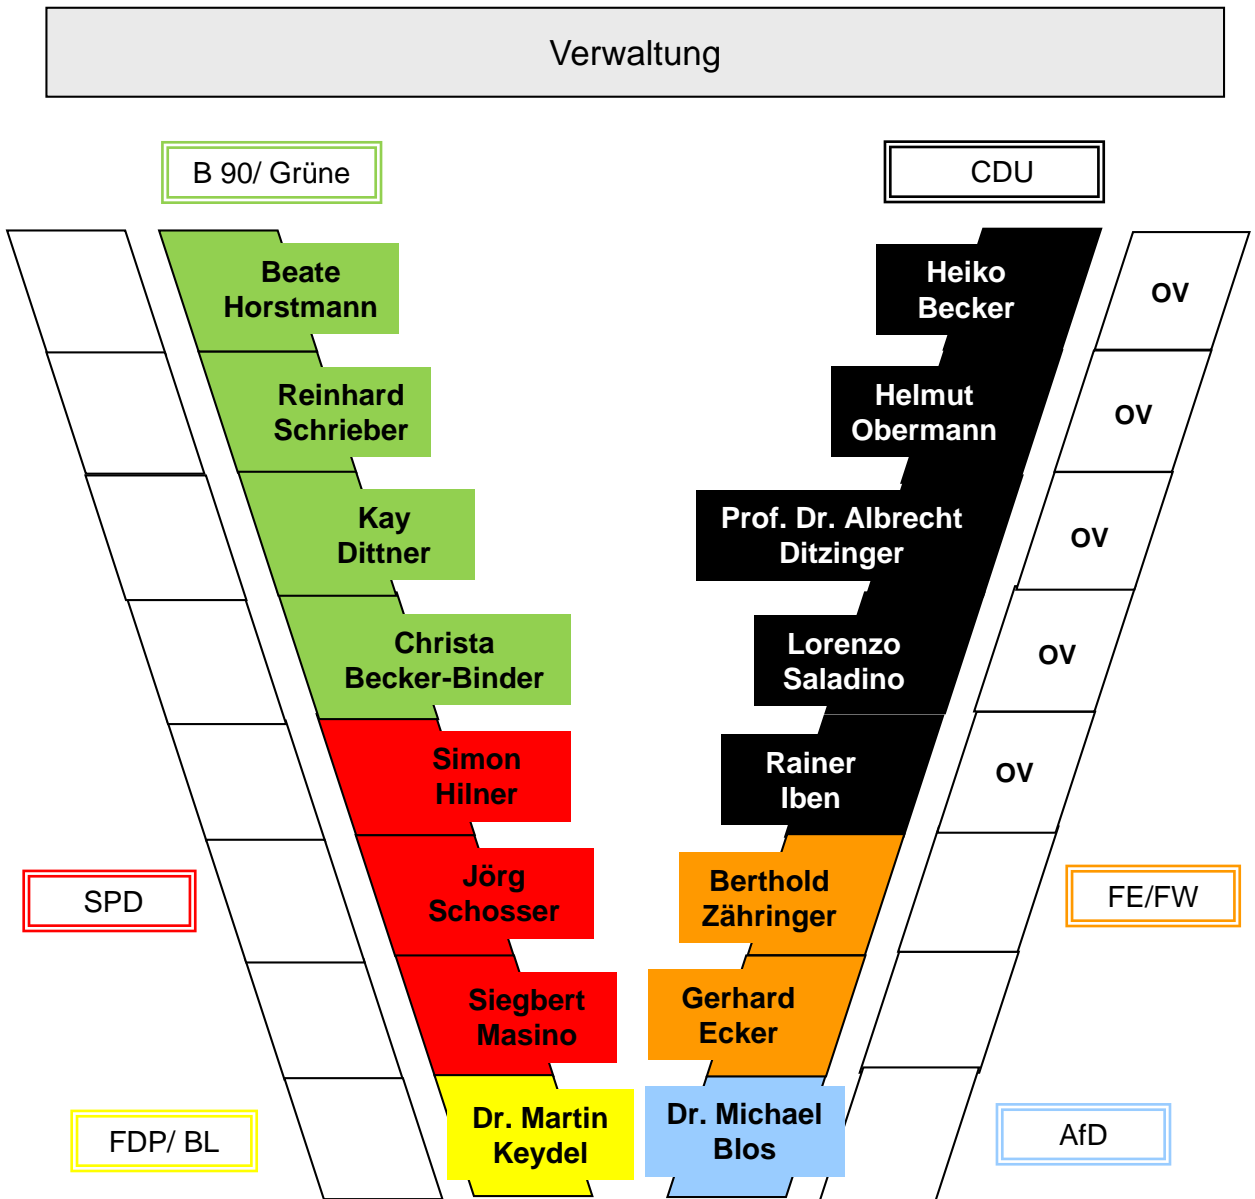 Verwaltung
B 90/ Grüne
CDU
Beate
Horstmann
Heiko
Becker
OV
Reinhard
Schrieber
Helmut
Obermann
OV
Kay
Dittner
Prof. Dr. Albrecht
Ditzinger
OV
Christa
Becker-Binder
Lorenzo
Saladino
OV
Simon
Hilner
Rainer
Iben
OV
SPD
Jörg
Schosser
Berthold
Zähringer
FE/FW
Siegbert
Masino
Gerhard
Ecker
FDP/ BL
Dr. Martin
Keydel
Dr. Michael
Blos
AfD